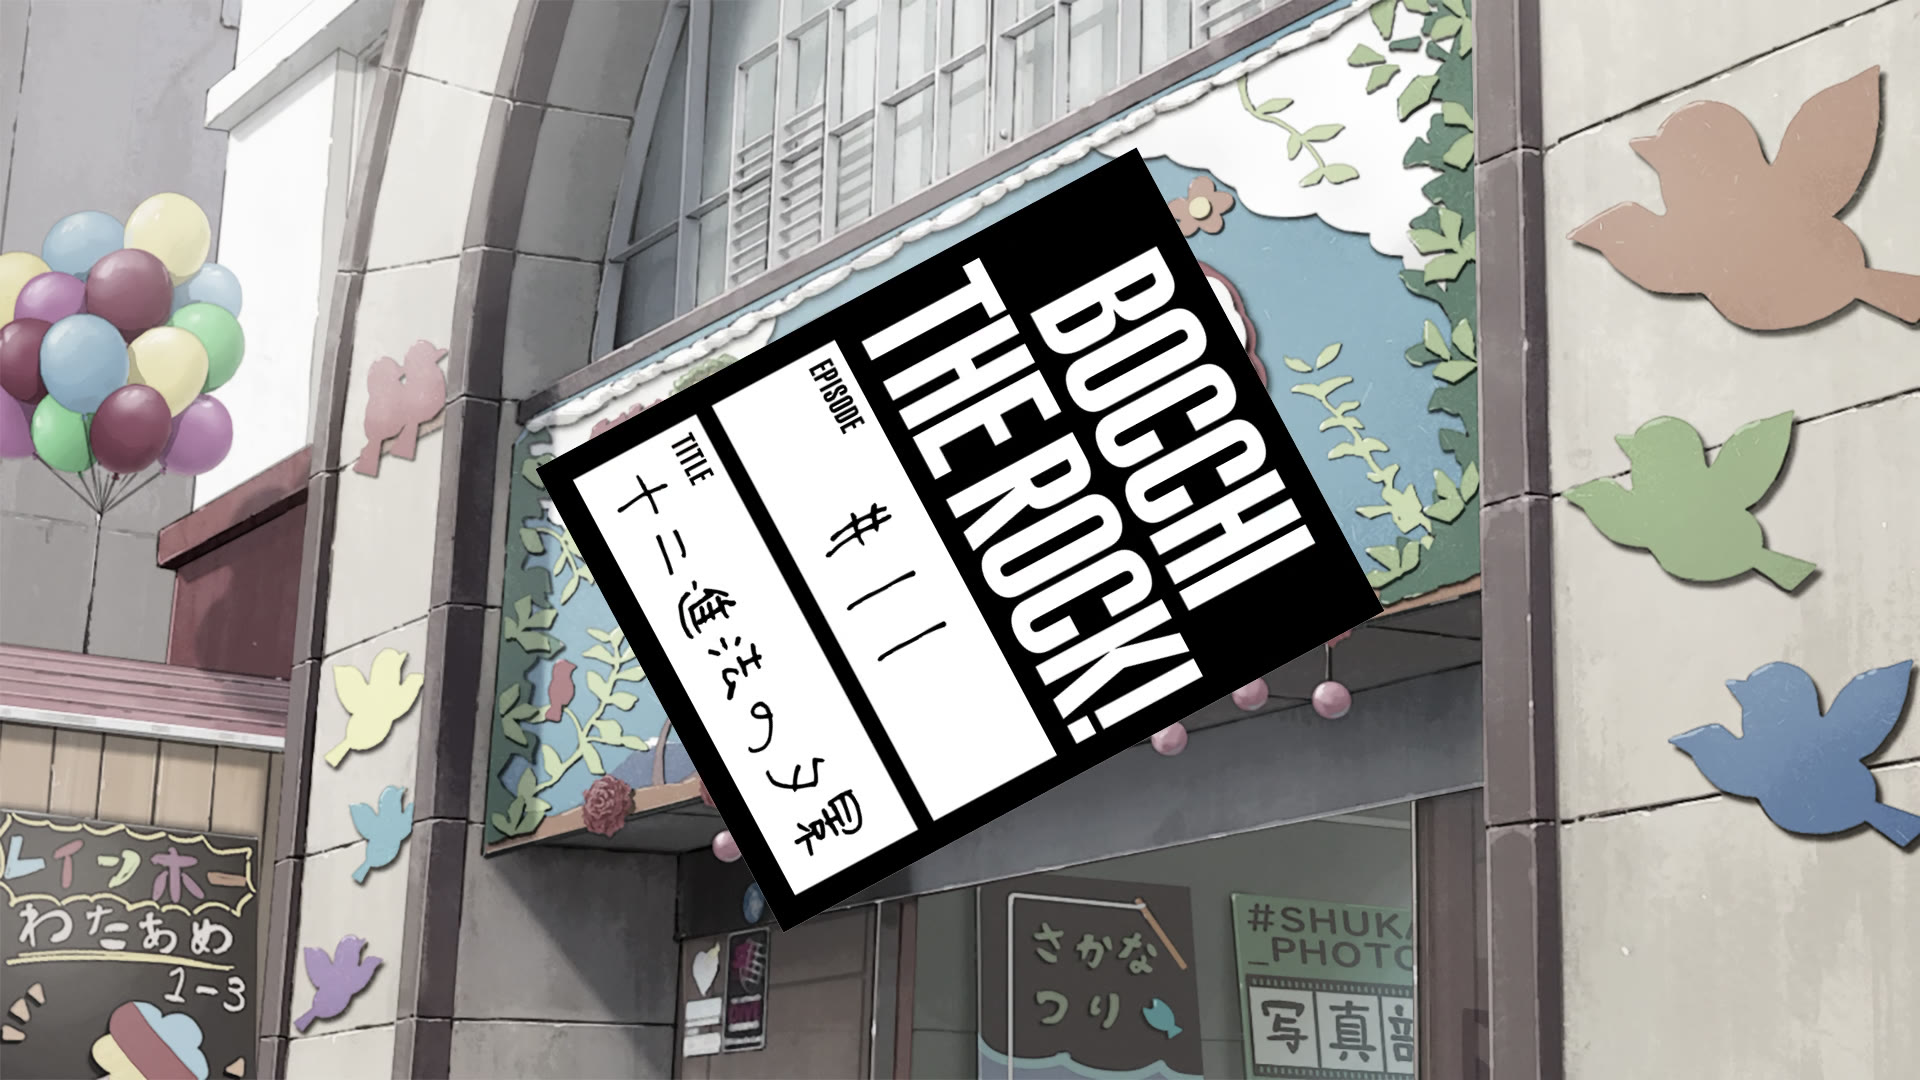 BOCCHI
THE ROCK!
EPISODE
#11
TITLE
十二進法の夕景
レインボー
わたあめ
2-3
さかな
つり
#SHUKA
_PHOTO
写真部